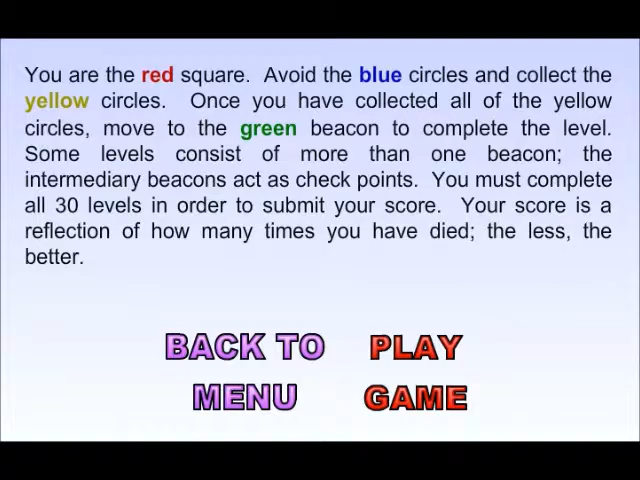 You are the red square. Avoid the blue circles and collect the
yellow circles. Once you have collected all of the yellow
circles, move to the green beacon to complete the level.
Some levels consist of more than one beacon; the
intermediary beacons act as check points. You must complete
all 30 levels in order to submit your score. Your score is a
reflection of how many times you have died; the less, the
better.
BACK TO
MENU
PLAY
GAME